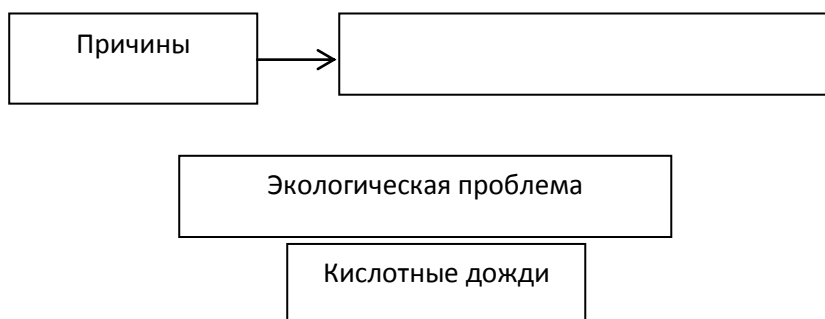 Причины
Экологическая проблема
Кислотные дожди